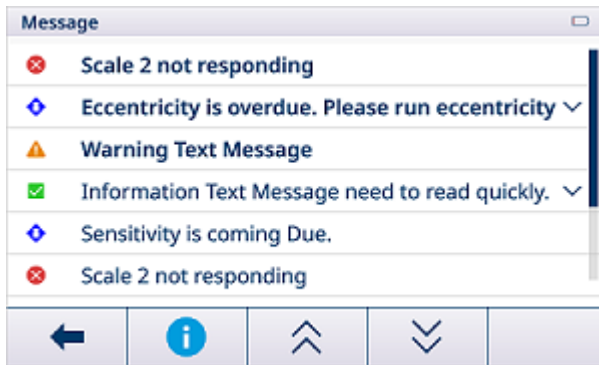 Message
Scale 2 not responding
Eccentricity is overdue. Please run eccentricity
Warning Text Message
Information Text Message need to read quickly.
Sensitivity is coming Due.
Scale 2 not responding